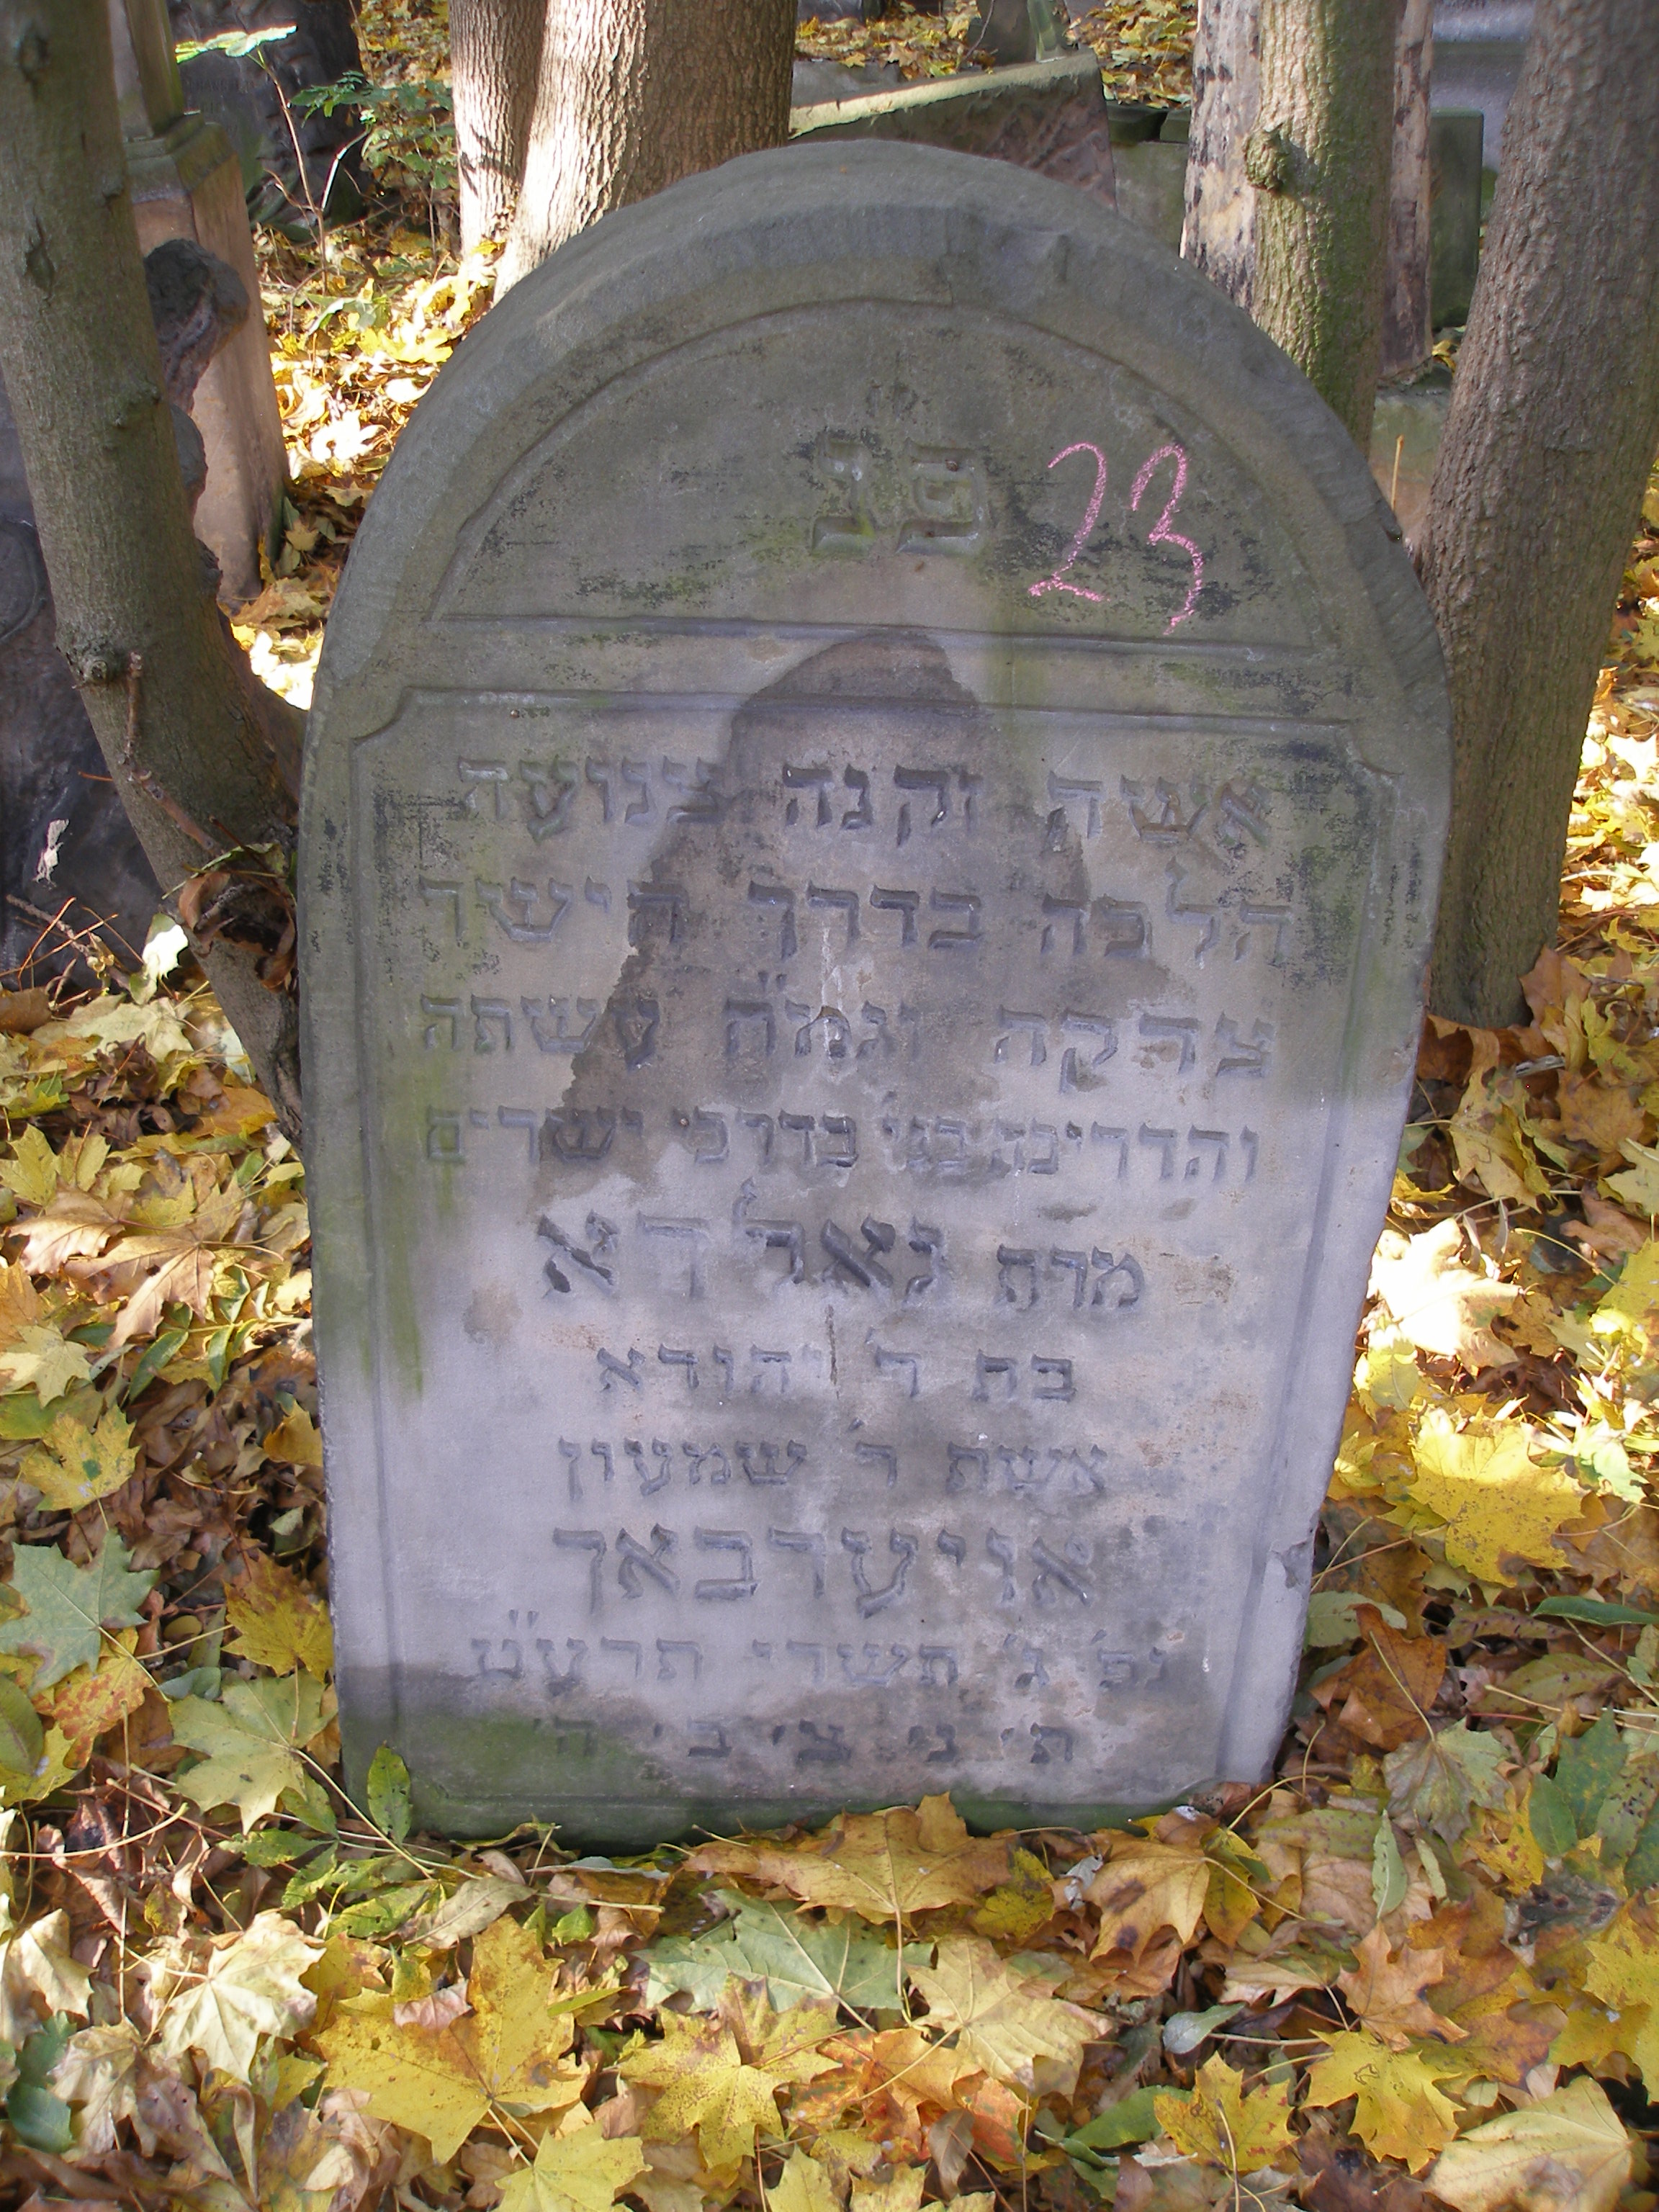 פ״נ 23
אשה זקנה צנועה
הלכה בדרך הישר
צדקה וגמ״ח עשתה
והדריכה בני׳ בדרכי ישרים
מרת גאלדא
בת ר׳ יהודא
אשת ר׳ שמעון
אויערבאך
נפ׳ ג׳ תשרי תרע״ט
ת׳ נ׳ צ׳ ב׳ ה׳